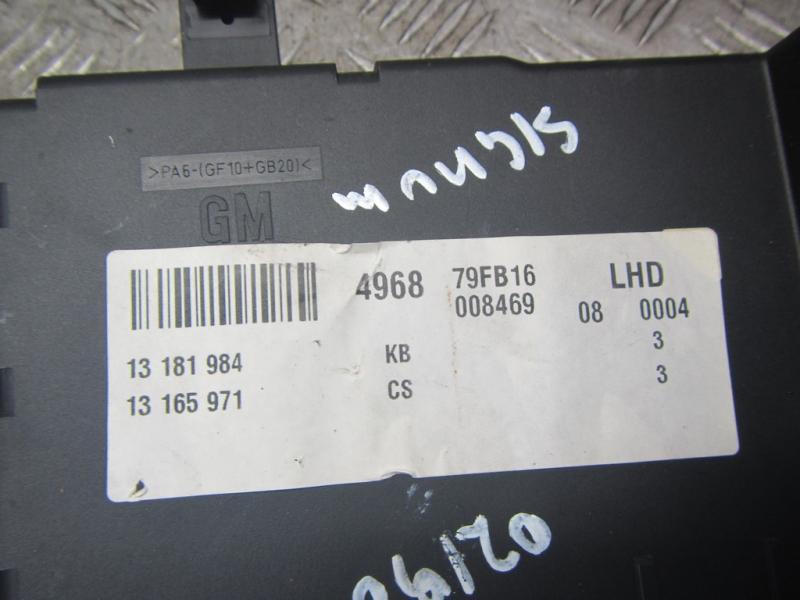 >PA6-(GF10+GB20)<
GM
4968 79FB16 LHD
008469 08 0004
13 181 984 KB 3
13 165 971 CS 3